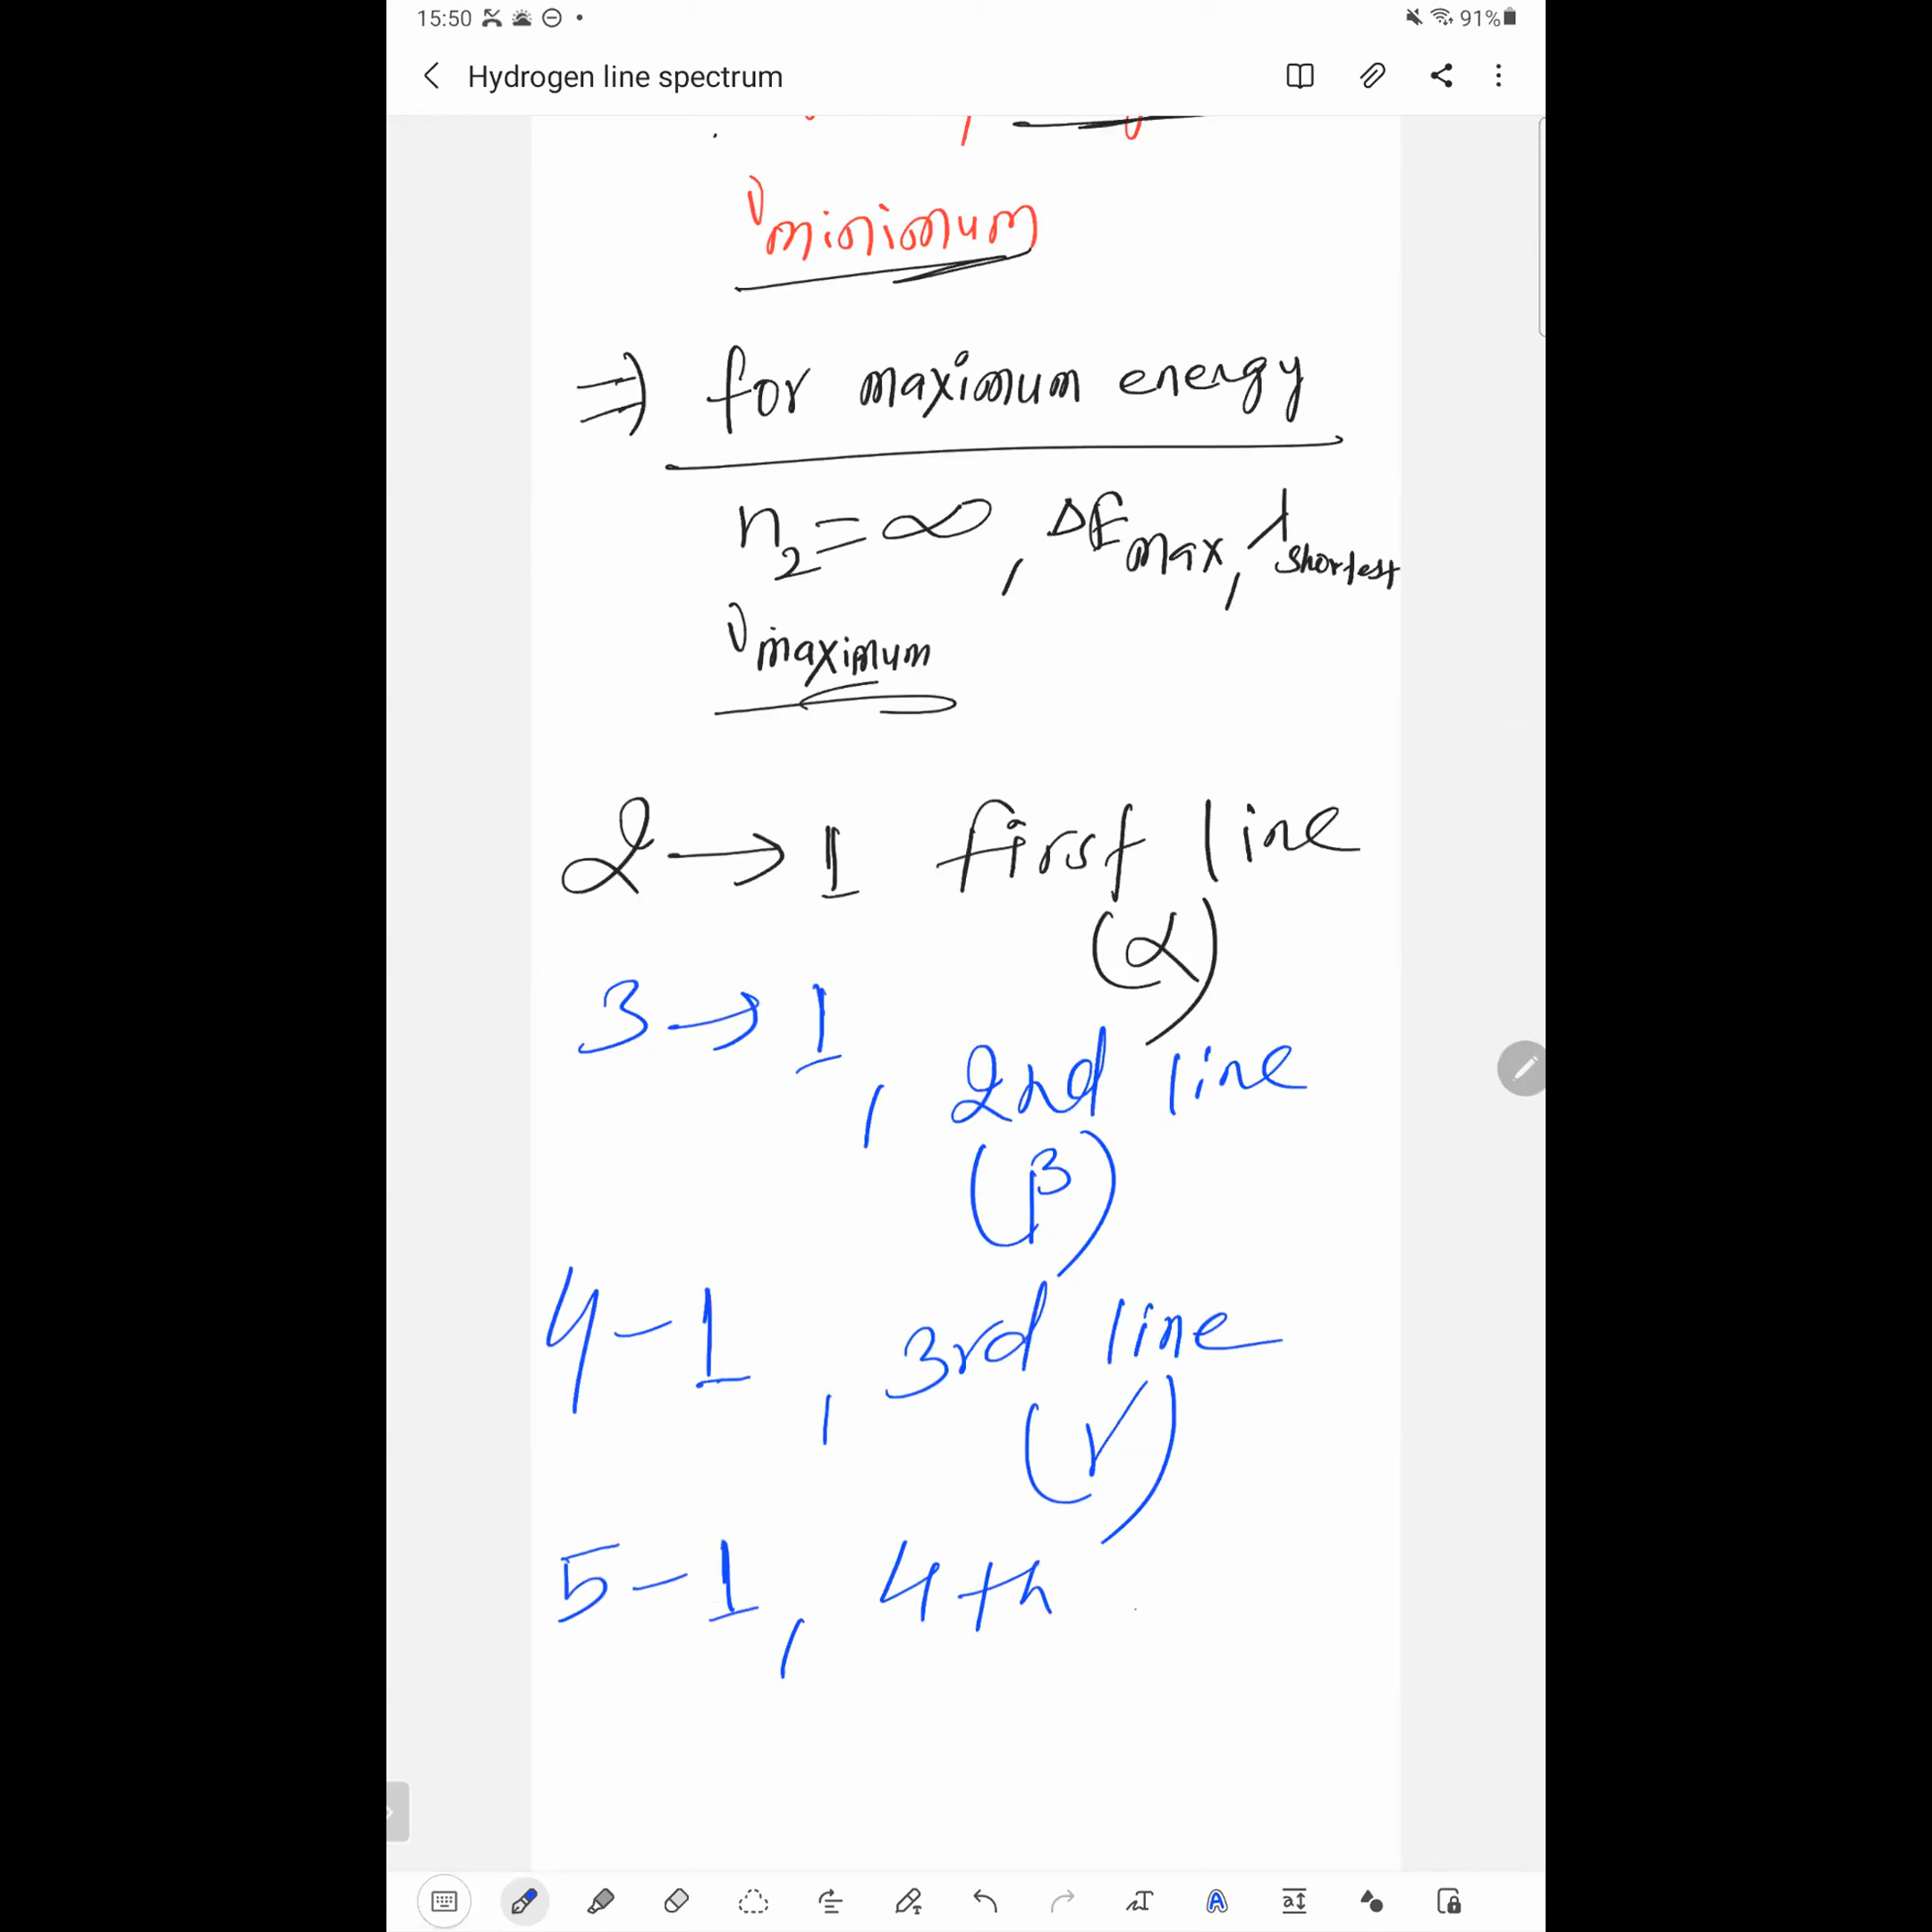 15:50 91%
Hydrogen line spectrum
ν minimum
⇒ for maximum energy
n₂ = ∞, ΔE max, λ shortest
ν maximum
2 → 1 first line
(α)
3 → 1, 2nd line
(β)
4 - 1, 3rd line
(γ)
5 - 1, 4th